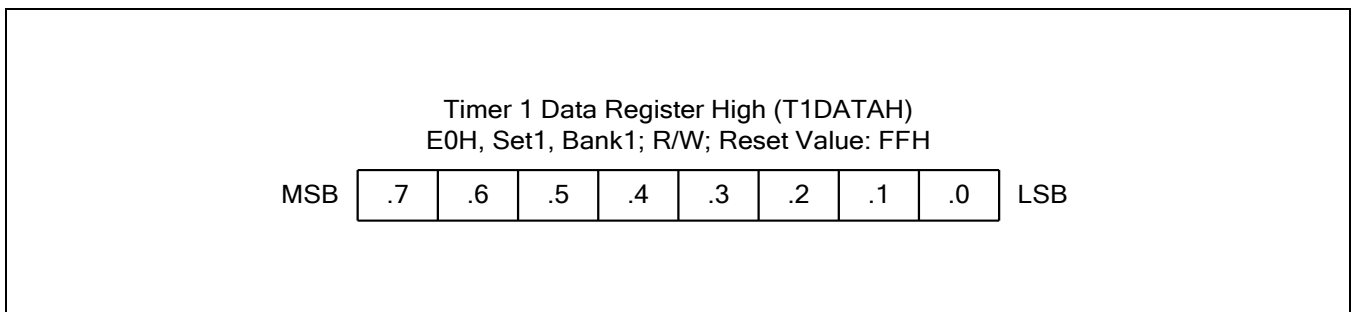 Timer 1 Data Register High (T1DATAH)
E0H, Set1, Bank1; R/W; Reset Value: FFH
MSB .7 .6 .5 .4 .3 .2 .1 .0 LSB